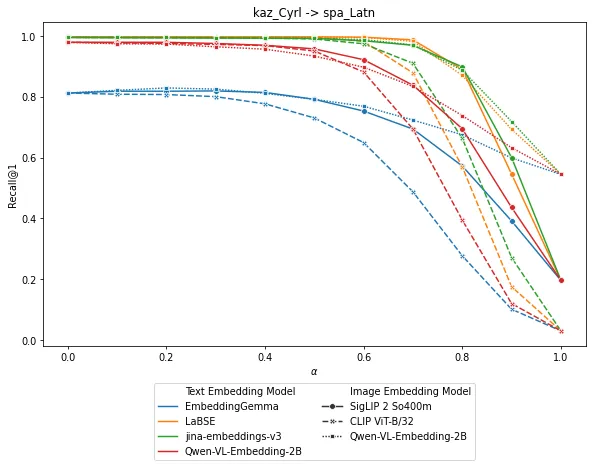 kaz_Cyrl -> spa_Latn
Recall@1
1.0
0.8
0.6
0.4
0.2
0.0
0.0 0.2 0.4 0.6 0.8 1.0
α
Text Embedding Model
EmbeddingGemma
LaBSE
jina-embeddings-v3
Qwen-VL-Embedding-2B
Image Embedding Model
SigLIP 2 So400m
CLIP ViT-B/32
Qwen-VL-Embedding-2B